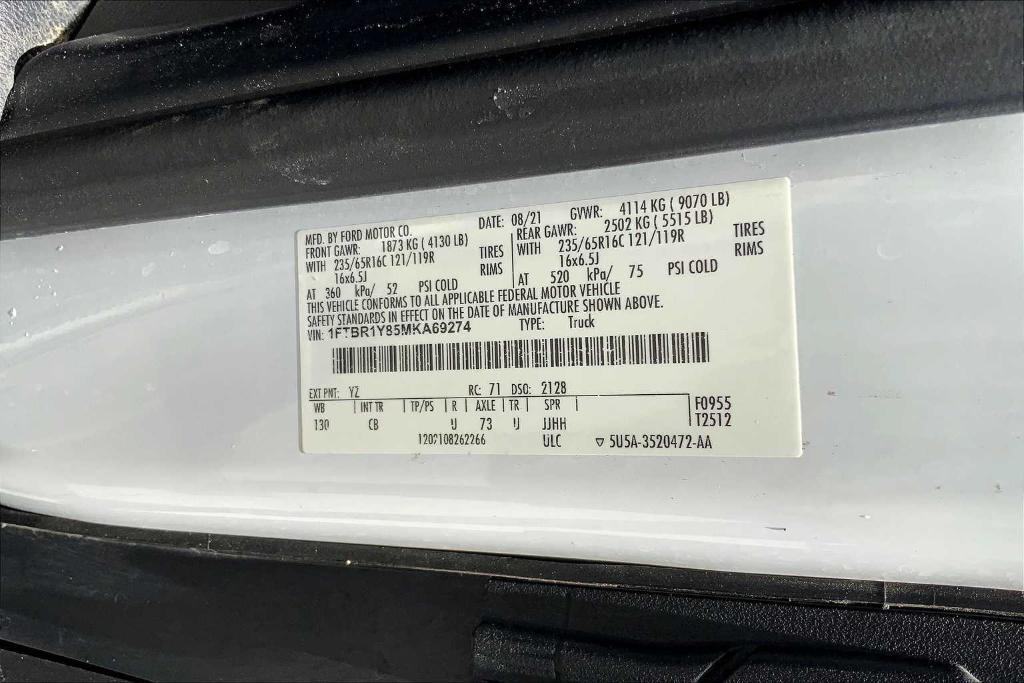 MFD. BY FORD MOTOR CO. DATE: 08/21 GVWR: 4114 KG ( 9070 LB)
FRONT GAWR: 1873 KG ( 4130 LB) REAR GAWR: 2502 KG ( 5515 LB)
WITH 235/65R16C 121/119R TIRES WITH 235/65R16C 121/119R TIRES
16x6.5J RIMS 16x6.5J RIMS
AT 360 kPa/ 52 PSI COLD AT 520 kPa/ 75 PSI COLD
THIS VEHICLE CONFORMS TO ALL APPLICABLE FEDERAL MOTOR VEHICLE
SAFETY STANDARDS IN EFFECT ON THE DATE OF MANUFACTURE SHOWN ABOVE.
VIN: 1FTBR1Y85MKA69274 TYPE: Truck
EXT PNT: YZ RC: 71 DSO: 2128
WB INT TR TP/PS R AXLE TR SPR F0955
130 CB U 73 U JJHH T2512
1202108262266 ULC ▽ 5U5A-3520472-AA